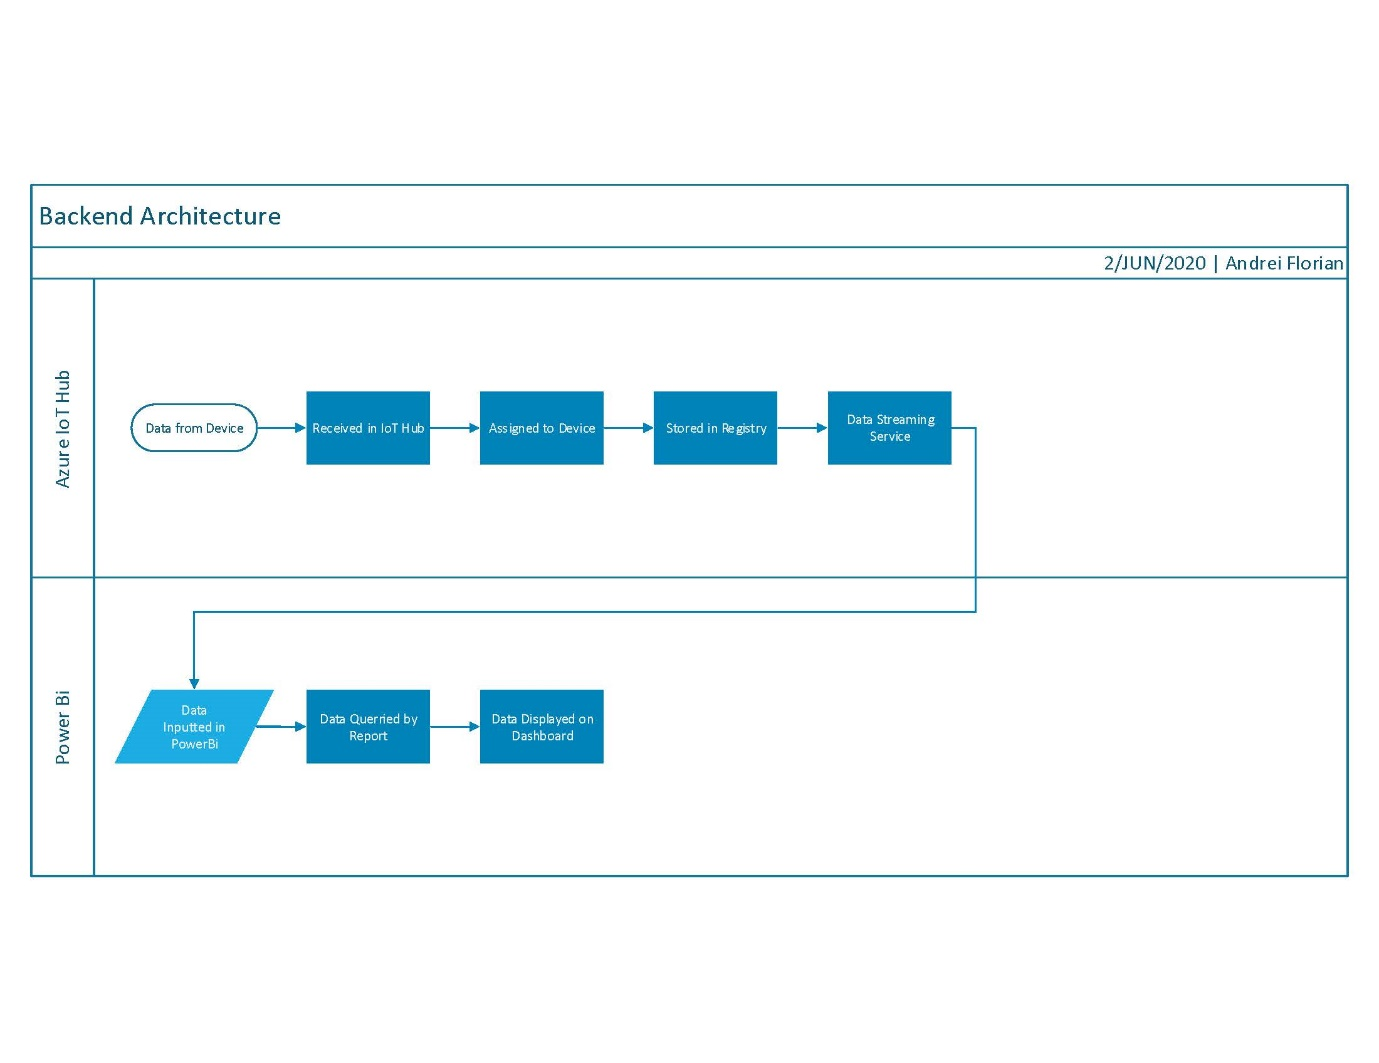 Backend Architecture
2/JUN/2020 | Andrei Florian
Azure IoT Hub
Data from Device
Received in IoT Hub
Assigned to Device
Stored in Registry
Data Streaming
Service
Power Bi
Data
Inputted in
PowerBi
Data Querried by
Report
Data Displayed on
Dashboard